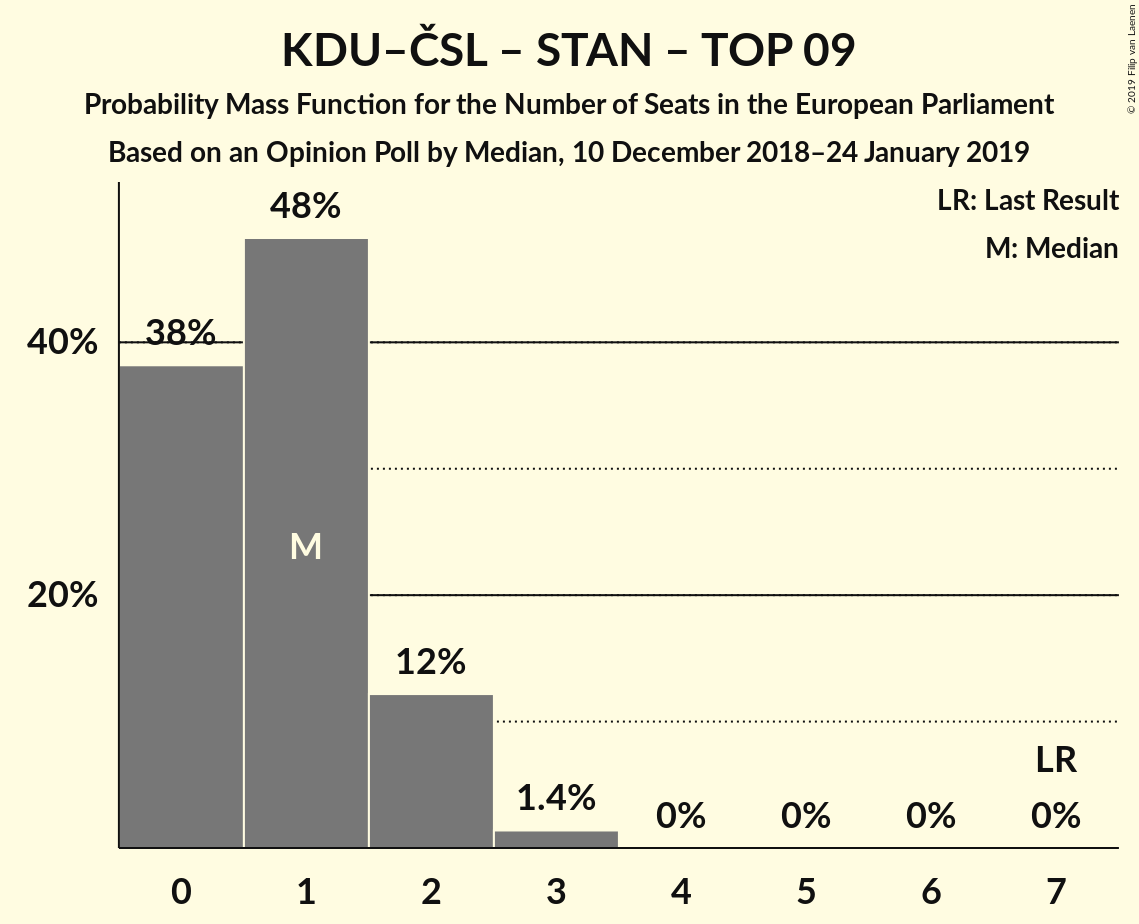 KDU–ČSL – STAN – TOP 09
Probability Mass Function for the Number of Seats in the European Parliament
Based on an Opinion Poll by Median, 10 December 2018–24 January 2019
© 2019 Filip van Laenen
LR: Last Result
M: Median
48%
38%
40%
M
20%
12%
LR
1.4%
0% 0% 0% 0%
0 1 2 3 4 5 6 7